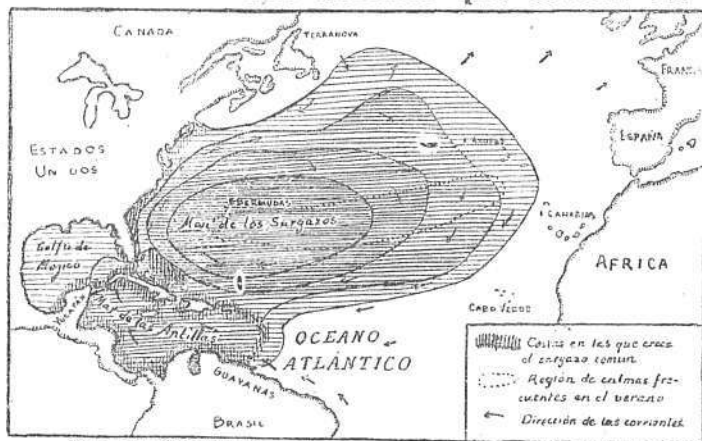 CANADA
TERRANOVA
FRANCIA
ESPAÑA
ESTADOS
UNIDOS
I. AZORES
BERMUDAS
Mar de los Sargazos
I. CANARIAS
Golfo de
Méjico
AFRICA
CABO VERDE
Mar de las Antillas
OCEANO
ATLÁNTICO
GUAYANAS
BRASIL
Costas en las que crece
el sargazo común
Región de calmas fre-
cuentes en el verano
Dirección de las corrientes